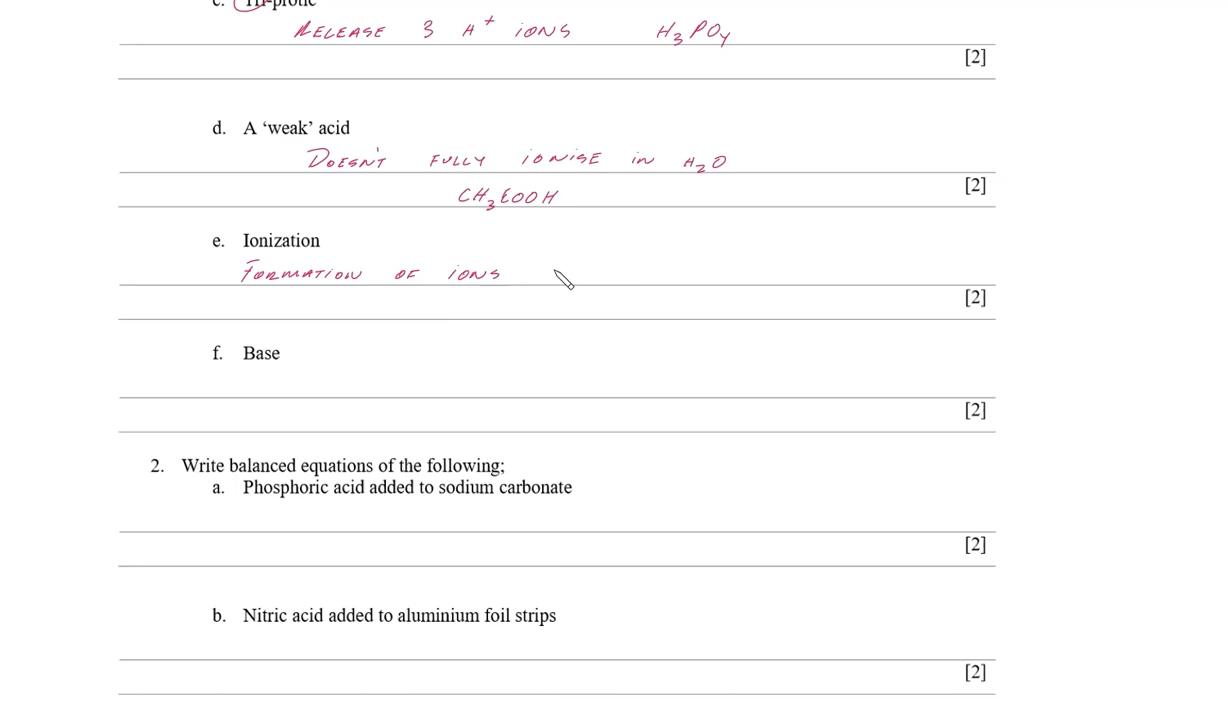 c. Tri-protic
RELEASE 3 H+ IONS H3PO4
[2]
d. A ‘weak’ acid
DOESN'T FULLY IONISE IN H2O
[2]
CH3COOH
e. Ionization
FORMATION OF IONS
[2]
f. Base
[2]
2. Write balanced equations of the following;
a. Phosphoric acid added to sodium carbonate
[2]
b. Nitric acid added to aluminium foil strips
[2]